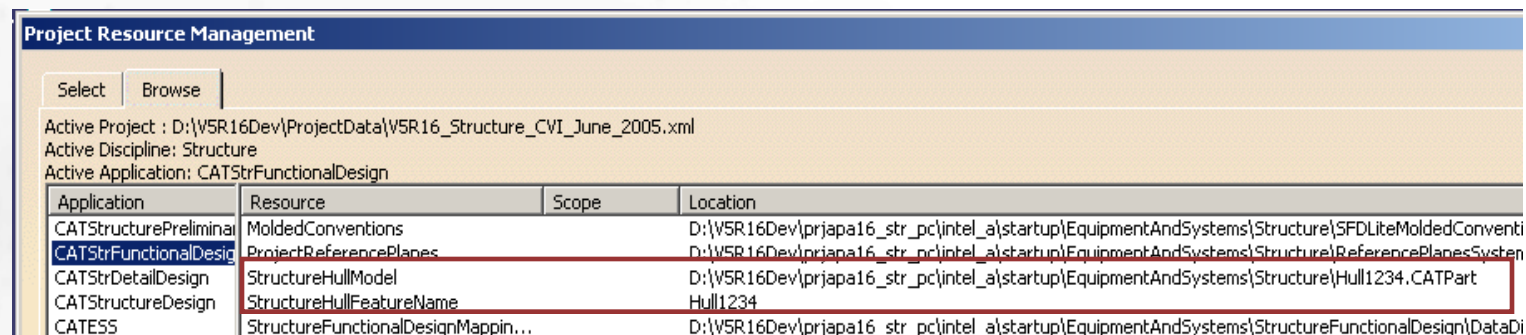 Project Resource Management
Select Browse
Active Project : D:\V5R16Dev\ProjectData\V5R16_Structure_CVI_June_2005.xml
Active Discipline: Structure
Active Application: CATStrFunctionalDesign
Application Resource Scope Location
CATStructurePrelimina MoldedConventions D:\V5R16Dev\prjapa16_str_pc\intel_a\startup\EquipmentAndSystems\Structure\SFDLiteMoldedConventi
CATStrFunctionalDesig ProjectReferencePlanes D:\V5R16Dev\prjapa16_str_pc\intel_a\startup\EquipmentAndSystems\Structure\ReferencePlanesSystem
CATStrDetailDesign StructureHullModel D:\V5R16Dev\prjapa16_str_pc\intel_a\startup\EquipmentAndSystems\Structure\Hull1234.CATPart
CATStructureDesign StructureHullFeatureName Hull1234
CATESS StructureFunctionalDesignMappin... D:\V5R16Dev\prjapa16_str_pc\intel_a\startup\EquipmentAndSystems\StructureFunctionalDesign\DataDi